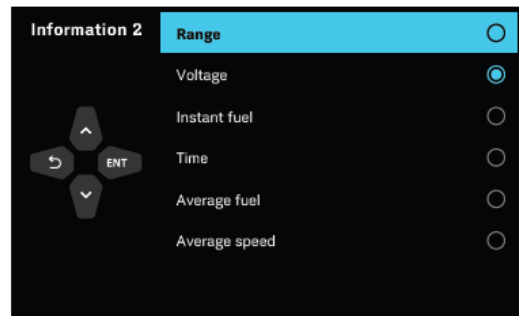 Information 2
Range
Voltage
Instant fuel
Time
Average fuel
Average speed
ENT